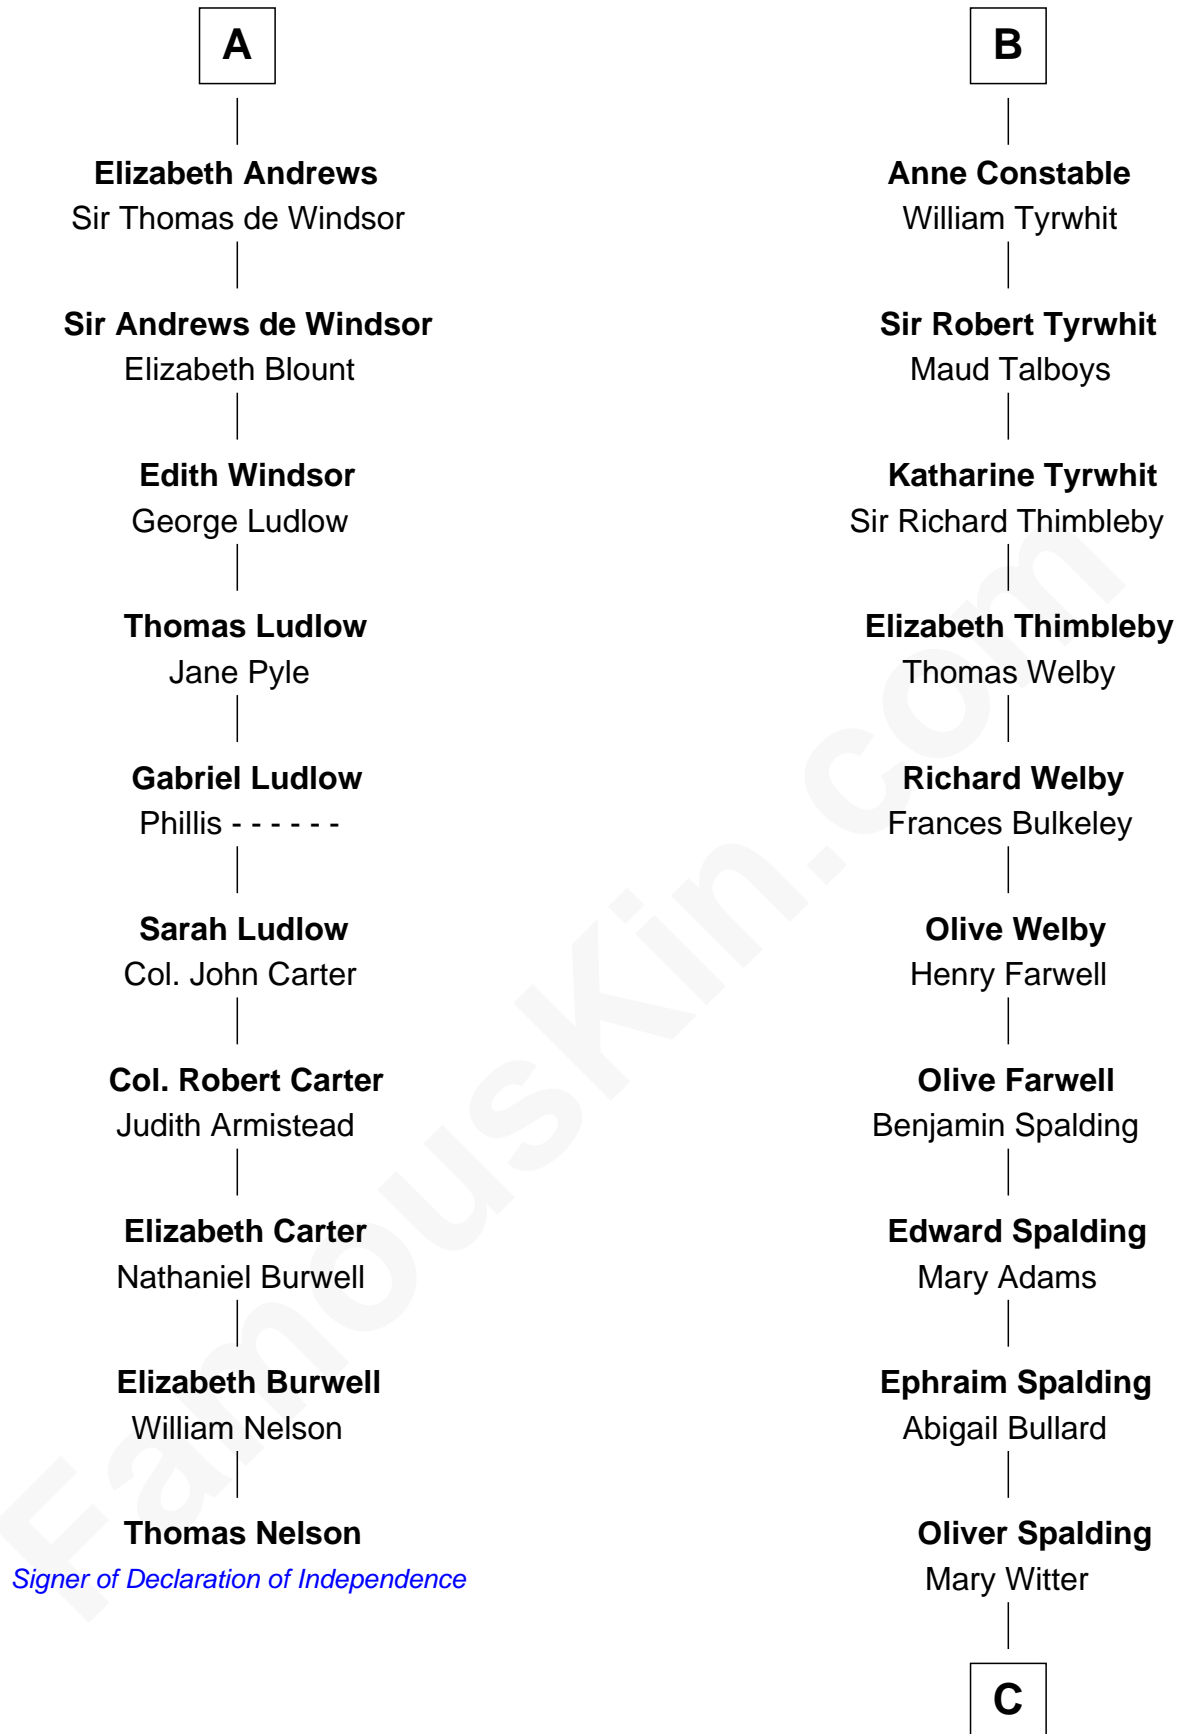 A
Elizabeth Andrews
Sir Thomas de Windsor
Sir Andrews de Windsor
Elizabeth Blount
Edith Windsor
George Ludlow
Thomas Ludlow
Jane Pyle
Gabriel Ludlow
Phillis - - - - - -
Sarah Ludlow
Col. John Carter
Col. Robert Carter
Judith Armistead
Elizabeth Carter
Nathaniel Burwell
Elizabeth Burwell
William Nelson
Thomas Nelson
Signer of Declaration of Independence
B
Anne Constable
William Tyrwhit
Sir Robert Tyrwhit
Maud Talboys
Katharine Tyrwhit
Sir Richard Thimbleby
Elizabeth Thimbleby
Thomas Welby
Richard Welby
Frances Bulkeley
Olive Welby
Henry Farwell
Olive Farwell
Benjamin Spalding
Edward Spalding
Mary Adams
Ephraim Spalding
Abigail Bullard
Oliver Spalding
Mary Witter
C
FamousKin.com